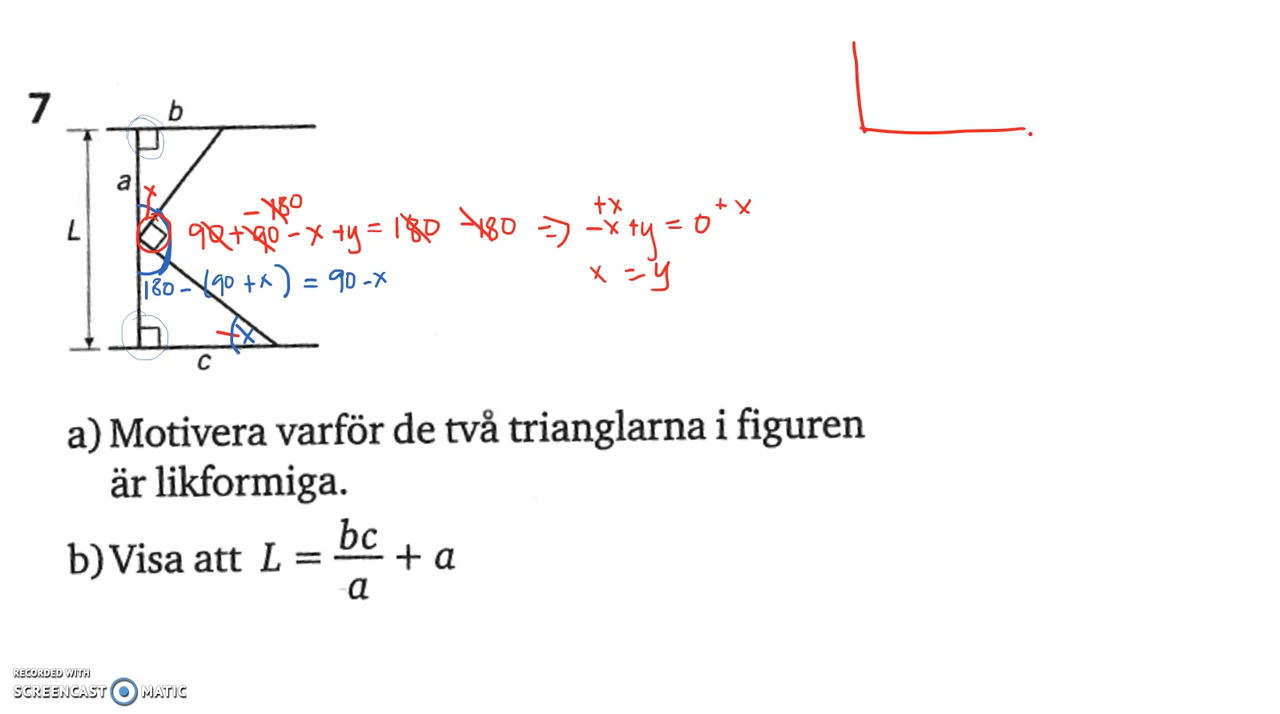 7
b
a
x
L
-180
90+90-x+y=180 -180 => -x+y=0+x
+x
x=y
180-(90+x)=90-x
x
c
a) Motivera varför de två trianglarna i figuren
är likformiga.
b) Visa att L = bc/a + a
RECORDED WITH
SCREENCAST MATIC